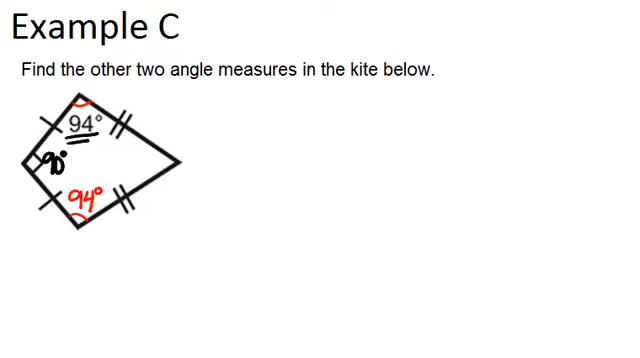 Example C
Find the other two angle measures in the kite below.
94°
90°
94°